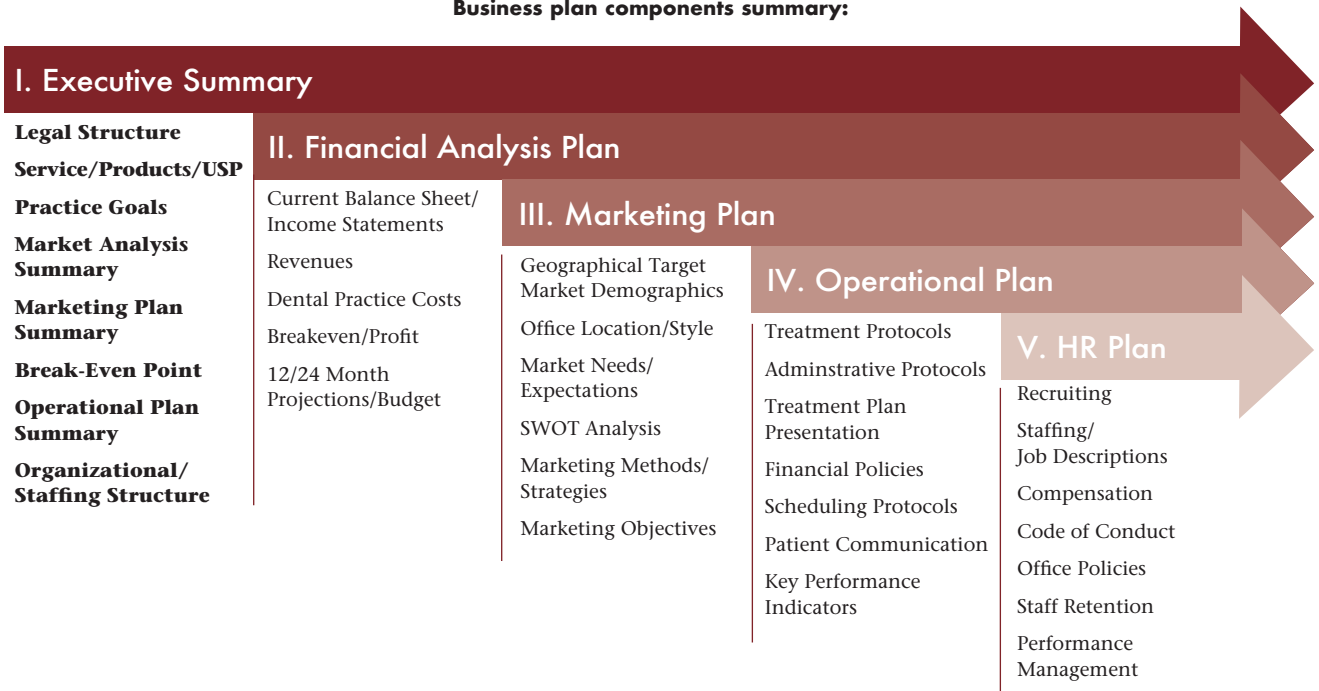 Business plan components summary:
I. Executive Summary
Legal Structure
Service/Products/USP
Practice Goals
Market Analysis
Summary
Marketing Plan
Summary
Break-Even Point
Operational Plan
Summary
Organizational/
Staffing Structure
II. Financial Analysis Plan
Current Balance Sheet/
Income Statements
Revenues
Dental Practice Costs
Breakeven/Profit
12/24 Month
Projections/Budget
III. Marketing Plan
Geographical Target
Market Demographics
Office Location/Style
Market Needs/
Expectations
SWOT Analysis
Marketing Methods/
Strategies
Marketing Objectives
IV. Operational Plan
Treatment Protocols
Adminstrative Protocols
Treatment Plan
Presentation
Financial Policies
Scheduling Protocols
Patient Communication
Key Performance
Indicators
V. HR Plan
Recruiting
Staffing/
Job Descriptions
Compensation
Code of Conduct
Office Policies
Staff Retention
Performance
Management